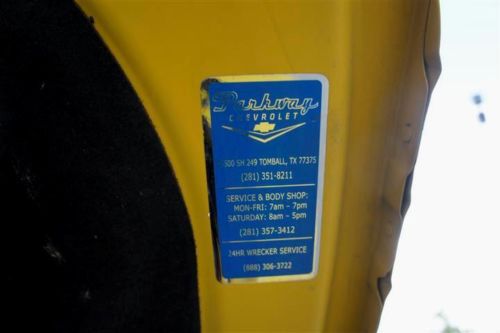 Parkway
CHEVROLET
500 SH 249 TOMBALL, TX 77375
(281) 351-8211
SERVICE & BODY SHOP:
MON-FRI: 7am - 7pm
SATURDAY: 8am - 5pm
(281) 357-3412
24HR WRECKER SERVICE
(888) 306-3722